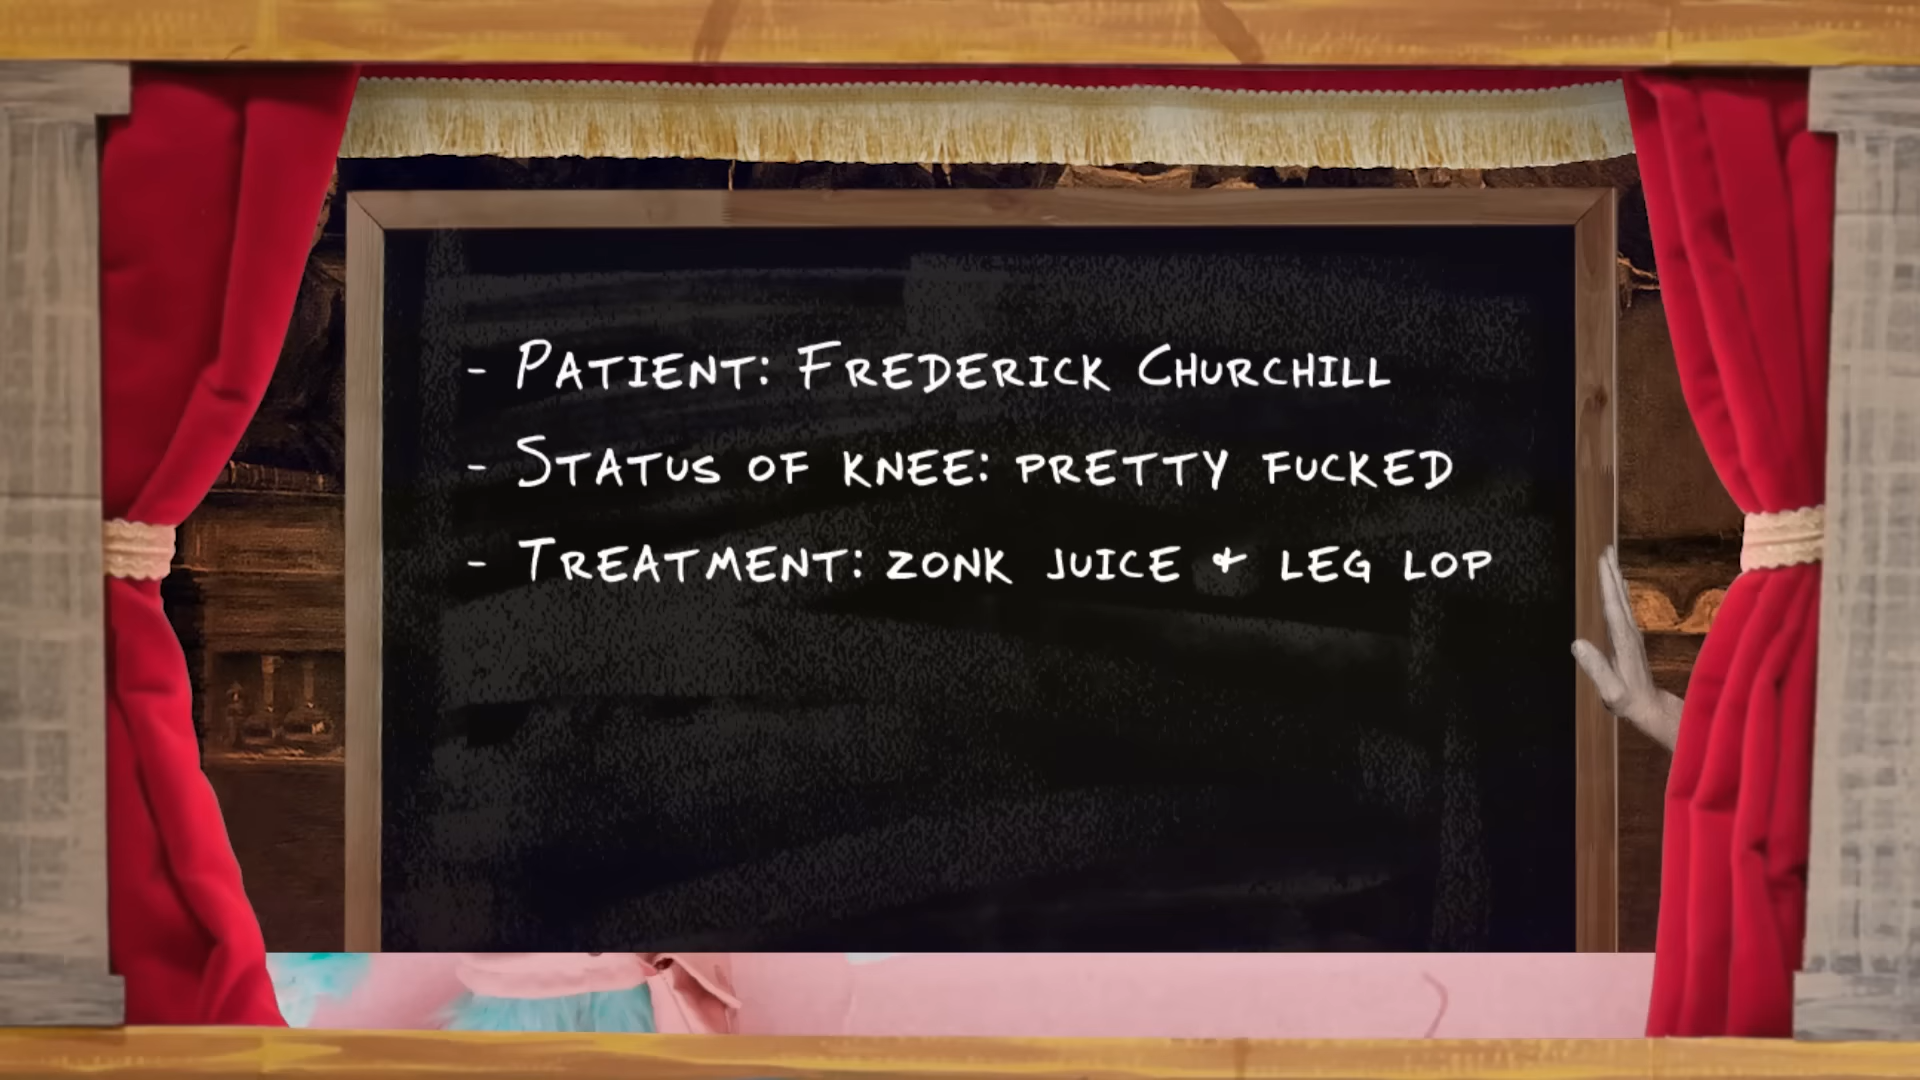 - Patient: Frederick Churchill
- Status of knee: pretty fucked
- Treatment: zonk juice & leg lop